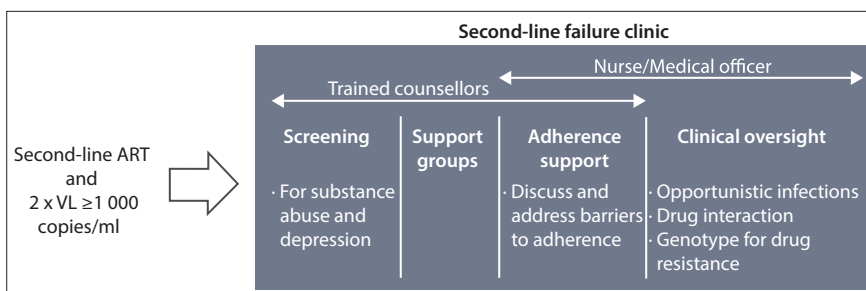 Second-line failure clinic
Nurse/Medical officer
Trained counsellors
Second-line ART
and
2 x VL ≥1 000
copies/ml
Screening
· For substance
abuse and
depression
Support
groups
Adherence
support
· Discuss and
address barriers
to adherence
Clinical oversight
· Opportunistic infections
· Drug interaction
· Genotype for drug
resistance